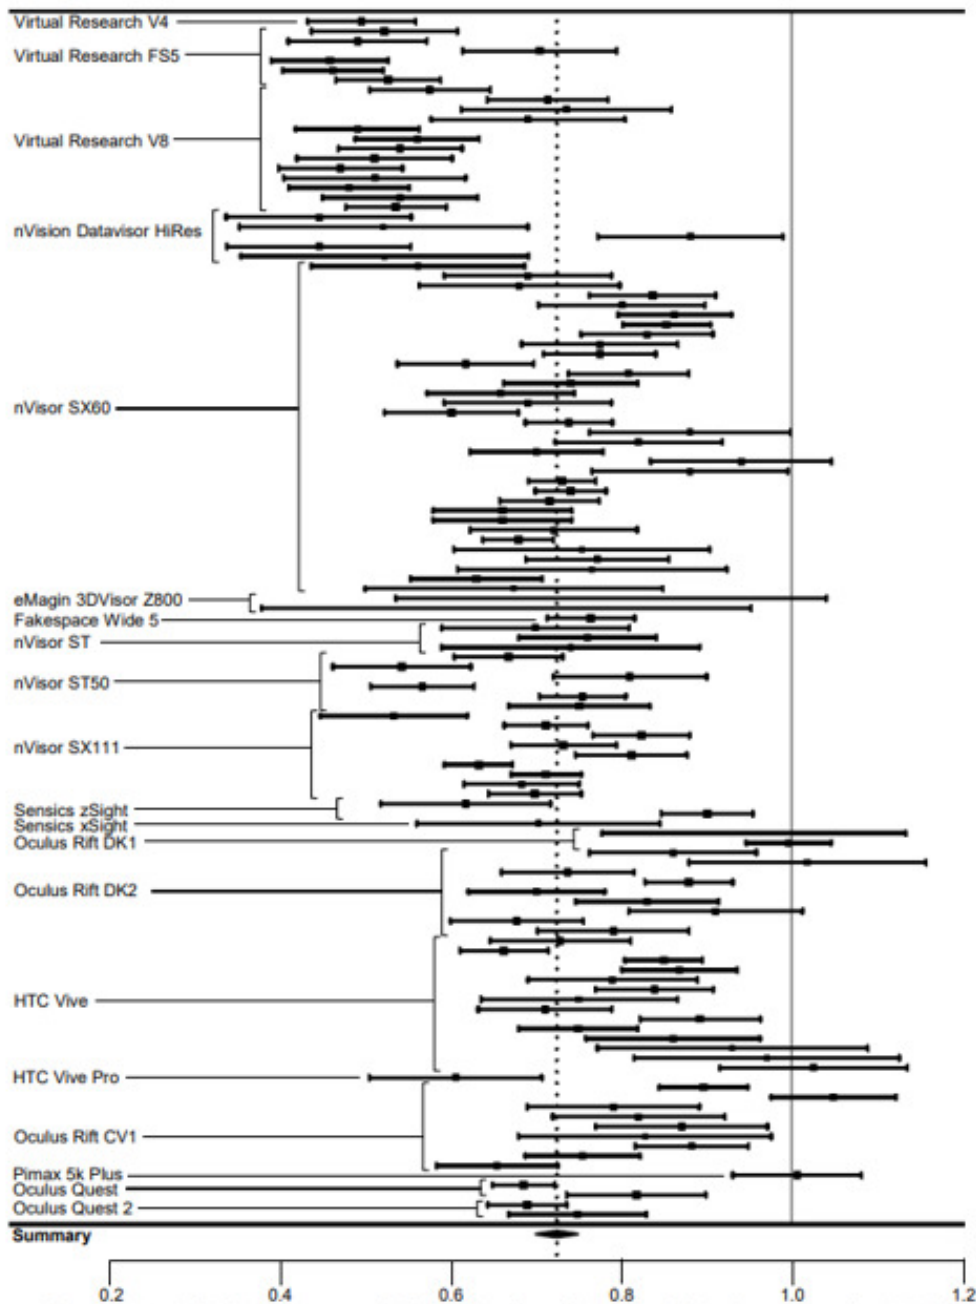 Virtual Research V4
Virtual Research FS5
Virtual Research V8
nVision Datavisor HiRes
nVisor SX60
eMagin 3DVisor Z800
Fakespace Wide 5
nVisor ST
nVisor ST50
nVisor SX111
Sensics zSight
Sensics xSight
Oculus Rift DK1
Oculus Rift DK2
HTC Vive
HTC Vive Pro
Oculus Rift CV1
Pimax 5k Plus
Oculus Quest
Oculus Quest 2
Summary
0.2 0.4 0.6 0.8 1.0 1.2